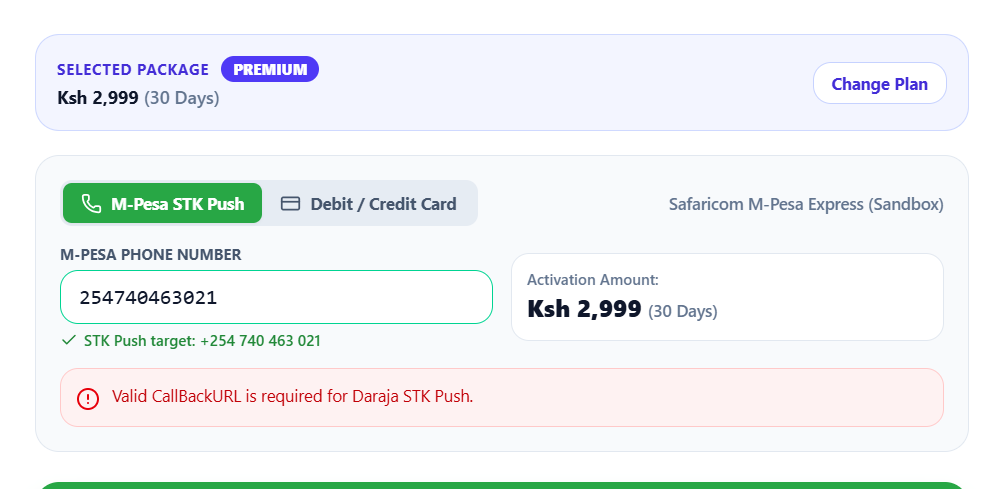 SELECTED PACKAGE PREMIUM
Ksh 2,999 (30 Days)
Change Plan
M-Pesa STK Push
Debit / Credit Card
Safaricom M-Pesa Express (Sandbox)
M-PESA PHONE NUMBER
254740463021
STK Push target: +254 740 463 021
Activation Amount:
Ksh 2,999 (30 Days)
Valid CallBackURL is required for Daraja STK Push.